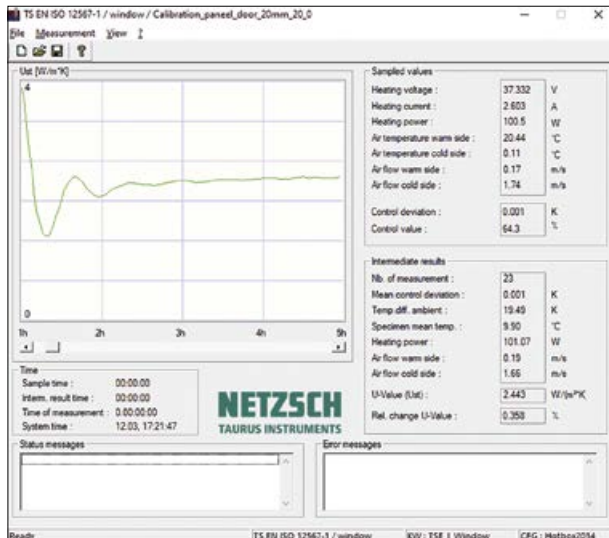 TS EN ISO 12567-1 / window / Calibration_paneel_door_20mm_20_0
File Measurement View ?
Ust [W/m²K]
4
0
1h 2h 3h 4h 5h
Time
Sample time : 00:00:00
Interm. result time : 00:00:00
Time of measurement : 0.00:00:00
System time : 12.03, 17:21:47
NETZSCH
TAURUS INSTRUMENTS
Sampled values
Heating voltage : 37.332 V
Heating current : 2.603 A
Heating power : 100.5 W
Air temperature warm side : 20.44 °C
Air temperature cold side : 0.11 °C
Air flow warm side : 0.17 m/s
Air flow cold side : 1.74 m/s
Control deviation : 0.001 K
Control value : 64.3 %
Intermediate results
Nb. of measurement : 23
Mean control deviation : 0.001 K
Temp.diff. ambient : 19.49 K
Specimen mean temp. : 9.90 °C
Heating power : 101.07 W
Air flow warm side : 0.19 m/s
Air flow cold side : 1.66 m/s
U-Value (Ust) : 2.443 W/(m²K)
Rel. change U-Value : 0.358 %
Status messages
Error messages
Ready TS EN ISO 12567-1 / window KW : TSE_I_Window CFG : Hotbox2014